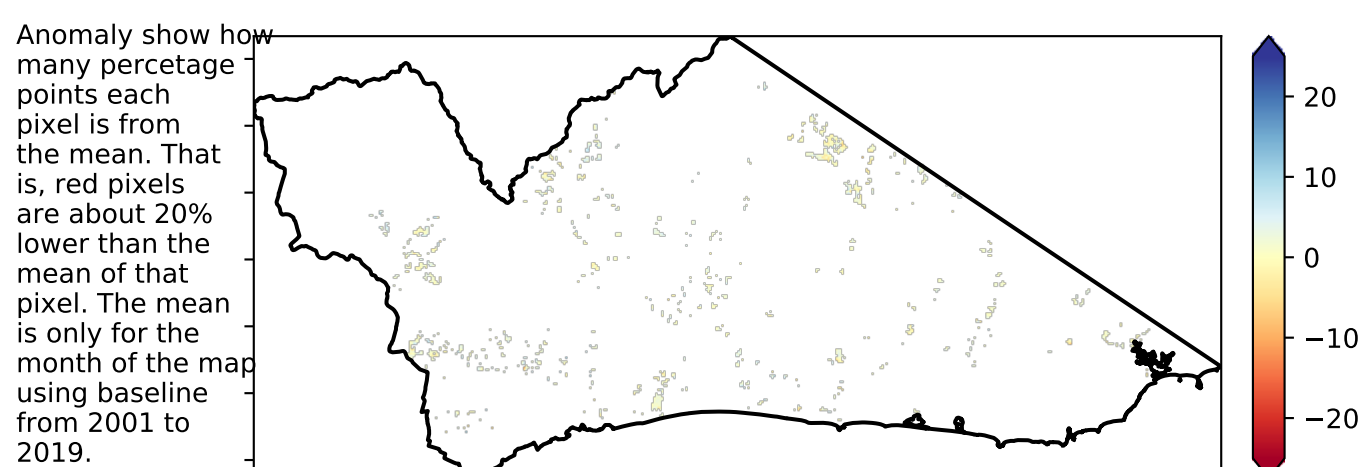 Anomaly show how
many percetage
points each
pixel is from
the mean. That
is, red pixels
are about 20%
lower than the
mean of that
pixel. The mean
is only for the
month of the map
using baseline
from 2001 to
2019.
20
10
0
−10
−20